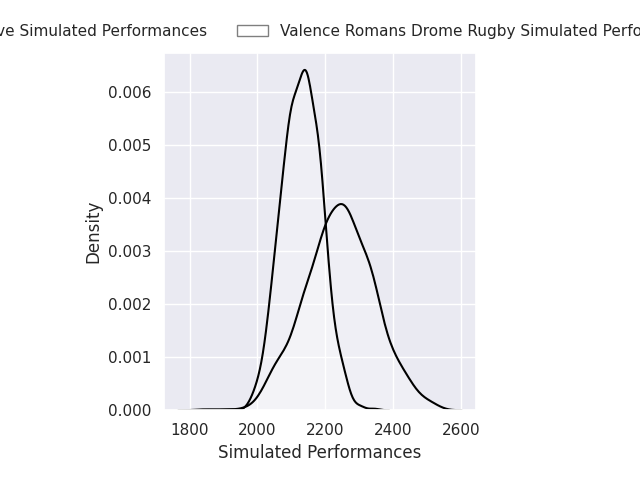 ve Simulated Performances Valence Romans Drome Rugby Simulated Perfo
0.006
0.005
0.004
0.003
0.002
0.001
0.000
Density
1800 2000 2200 2400 2600
Simulated Performances